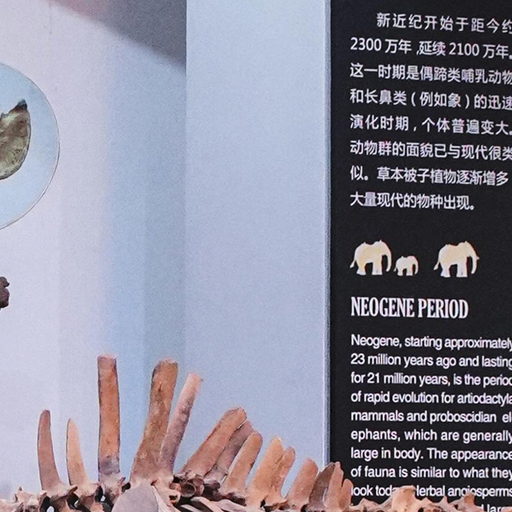 新近纪开始于距今约
2300 万年,延续 2100 万年。
这一时期是偶蹄类哺乳动物
和长鼻类（例如象）的迅速
演化时期，个体普遍变大。
动物群的面貌已与现代很类
似。草本被子植物逐渐增多
大量现代的物种出现。
NEOGENE PERIOD
Neogene, starting approximately
23 million years ago and lasting
for 21 million years, is the period
of rapid evolution for artiodactyla
mammals and proboscidian el-
ephants, which are generally
large in body. The appearance
of fauna is similar to what they
look angiosperms